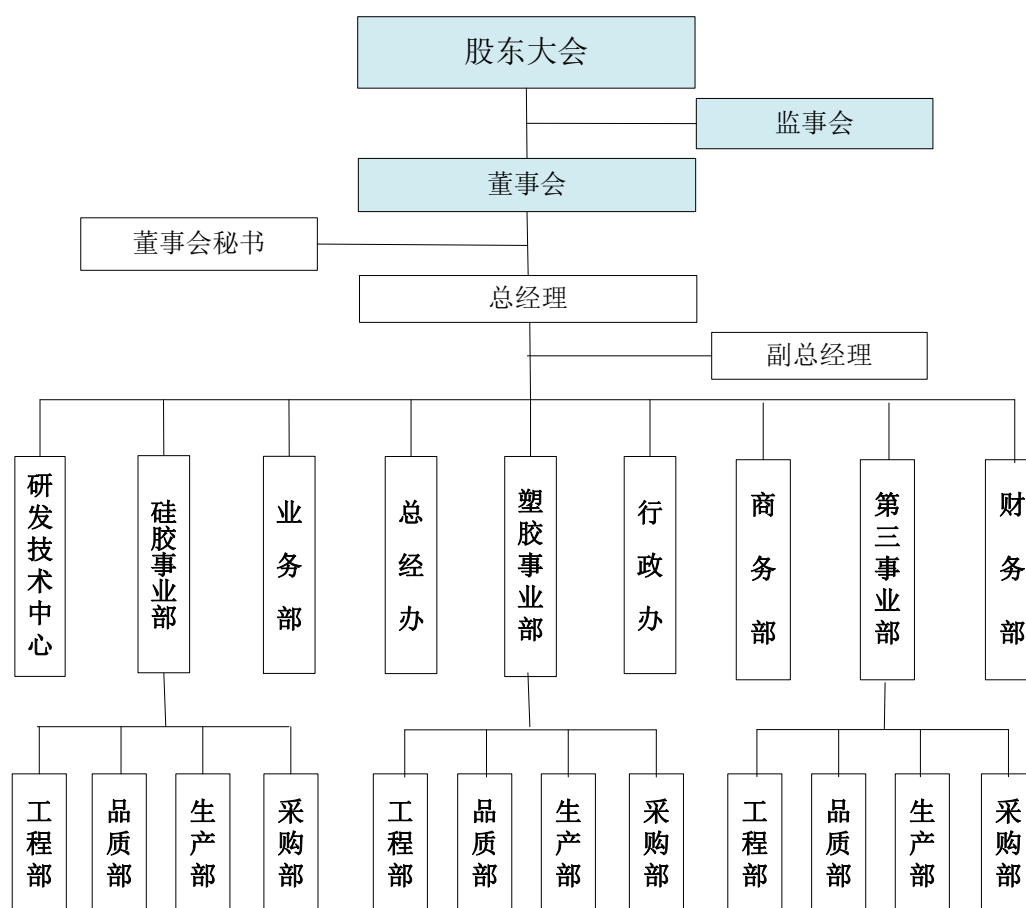 股东大会
监事会
董事会
董事会秘书
总经理
副总经理
研发技术中心
硅胶事业部
业务部
总经办
塑胶事业部
行政办
商务部
第三事业部
财务部
工程部
品质部
生产部
采购部
工程部
品质部
生产部
采购部
工程部
品质部
生产部
采购部